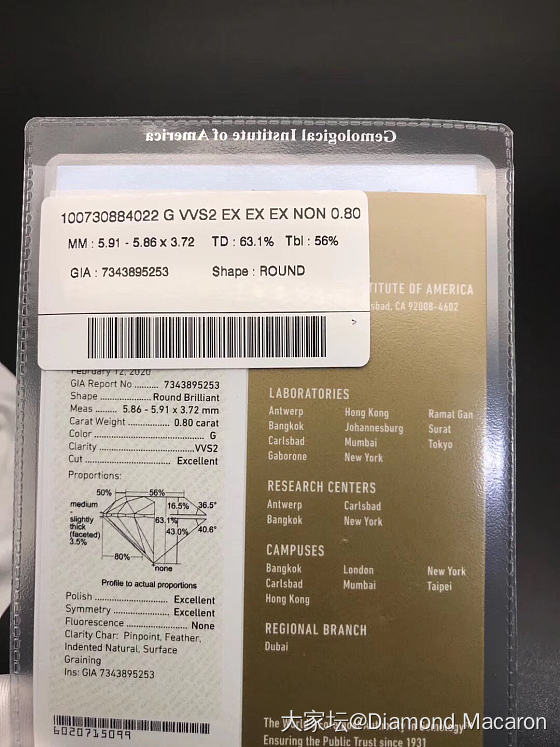 Gemological Institute of America
100730884022 G VVS2 EX EX EX NON 0.80
MM : 5.91 - 5.86 x 3.72 TD : 63.1% Tbl : 56%
GIA : 7343895253 Shape : ROUND
TITUTE OF AMERICA
sbad, CA 92008-4602
February 12, 2020
GIA Report No .......... 7343895253
Shape .................. Round Brilliant
Meas ......... 5.86 - 5.91 x 3.72 mm
Carat Weight .................. 0.80 carat
Color ........................................ G
Clarity ................................. VVS2
Cut ................................ Excellent
Proportions:
50% 56%
medium
-
slightly
thick
(faceted)
3.5%
16.5% 36.5°
63.1%
43.0% 40.6°
80%
none
Profile to actual proportions
Polish ............................ Excellent
Symmetry ........................ Excellent
Fluorescence ....................... None
Clarity Char: Pinpoint, Feather,
Indented Natural, Surface
Graining
Ins: GIA 7343895253
6020715099
LABORATORIES
Antwerp Hong Kong Ramat Gan
Bangkok Johannesburg Surat
Carlsbad Mumbai Tokyo
Gaborone New York
RESEARCH CENTERS
Antwerp Carlsbad
Bangkok New York
CAMPUSES
Bangkok London New York
Carlsbad Mumbai Taipei
Hong Kong
REGIONAL BRANCH
Dubai
The World's
Ensuring the Public Trust since 1931
大家坛@Diamond_Macaron